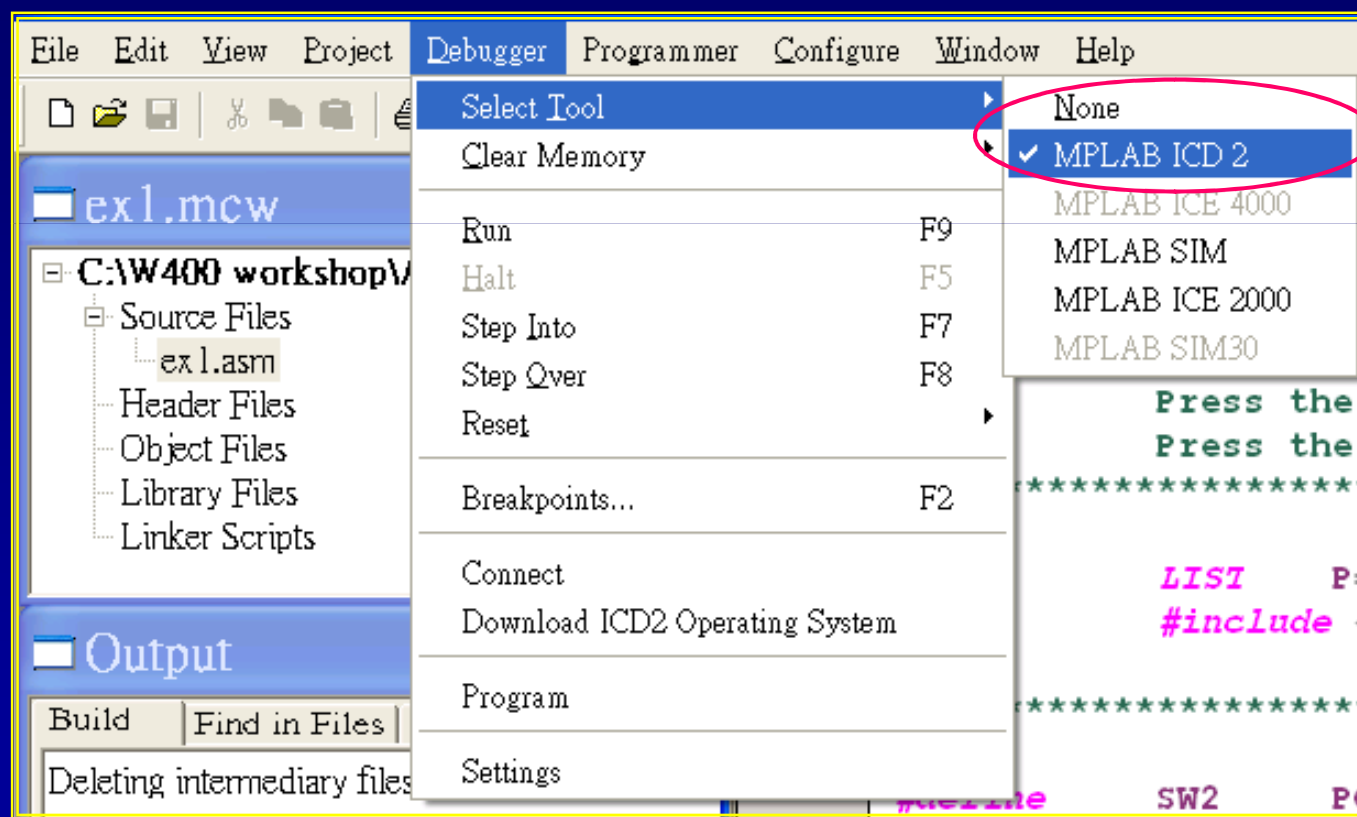 File Edit View Project Debugger Programmer Configure Window Help
ex1.mcw
C:\W400 workshop\
Source Files
ex1.asm
Header Files
Object Files
Library Files
Linker Scripts
Output
Build Find in Files
Deleting intermediary files
Select Tool
Clear Memory
Run F9
Halt F5
Step Into F7
Step Over F8
Reset
Breakpoints... F2
Connect
Download ICD2 Operating System
Program
Settings
None
MPLAB ICD 2
MPLAB ICE 4000
MPLAB SIM
MPLAB ICE 2000
MPLAB SIM30
Press the
Press the
****************
LIST P
#include
****************
#define SW2 P